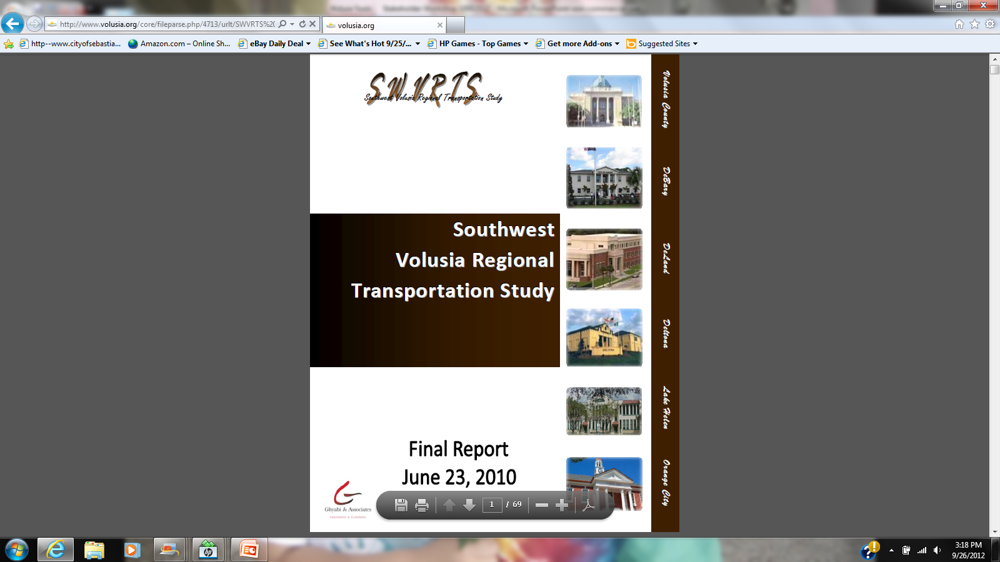 http://www.volusia.org/core/fileparse.php/4713/urlt/SWVRTS%20
volusia.org
http--www.cityofsebastia...
Amazon.com – Online Sh...
eBay Daily Deal
See What's Hot 9/25/...
HP Games - Top Games
Get more Add-ons
Suggested Sites
SWVRTS
Southwest Volusia Regional Transportation Study
Volusia County
DeBary
DeLand
Deltona
Lake Helen
Orange City
Southwest
Volusia Regional
Transportation Study
DELTONA
Final Report
June 23, 2010
Ghyabi & Associates
ENGINEERS & PLANNERS
1 / 69
3:18 PM
9/26/2012